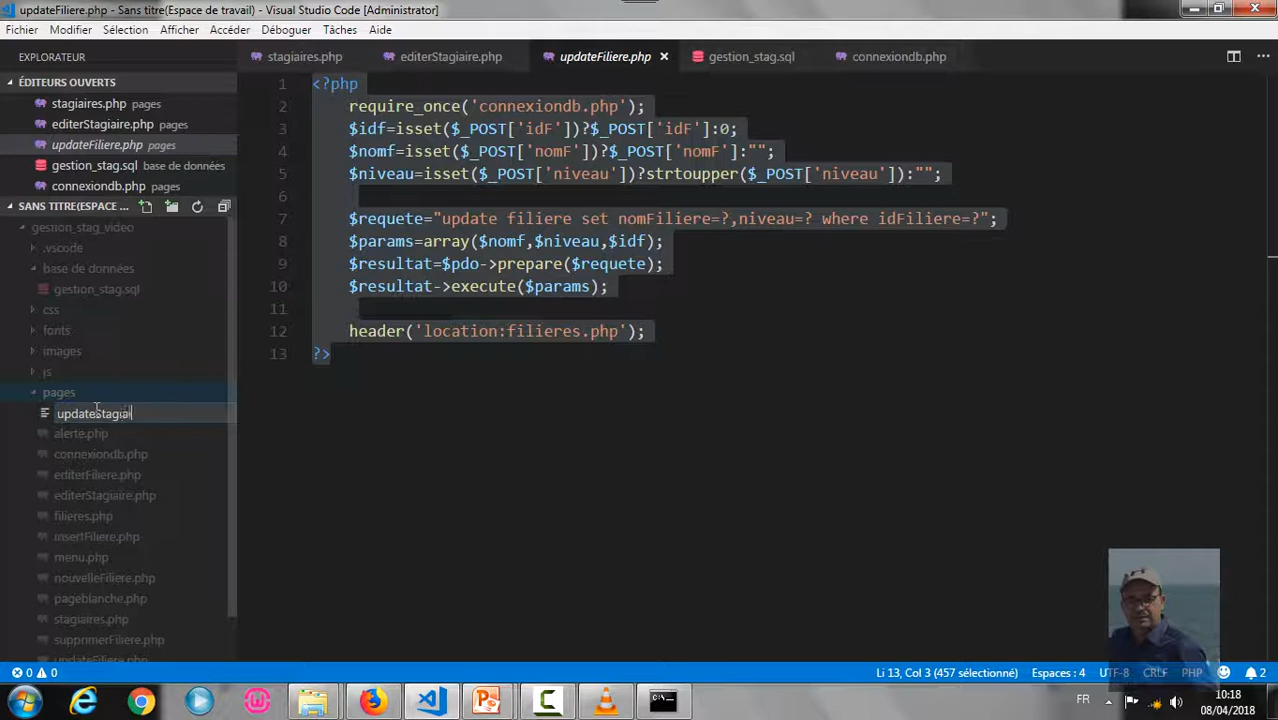 updateFiliere.php - Sans titre(Espace de travail) - Visual Studio Code [Administrator]
Fichier Modifier Sélection Afficher Accéder Déboguer Tâches Aide
EXPLORATEUR
stagiaires.php editerStagiaire.php updateFiliere.php gestion_stag.sql connexiondb.php
ÉDITEURS OUVERTS
stagiaires.php pages
editerStagiaire.php pages
updateFiliere.php pages
gestion_stag.sql base de données
connexiondb.php pages
SANS TITRE(ESPACE ...
gestion_stag_video
.vscode
base de données
gestion_stag.sql
css
fonts
images
js
pages
updateStagiai
alerte.php
connexiondb.php
editerFiliere.php
editerStagiaire.php
filieres.php
insertFiliere.php
menu.php
nouvelleFiliere.php
pageblanche.php
stagiaires.php
supprimerFiliere.php
updateFiliere.php
1 <?php
2 require_once('connexiondb.php');
3 $idf=isset($_POST['idF'])?$_POST['idF']:0;
4 $nomf=isset($_POST['nomF'])?$_POST['nomF']:"";
5 $niveau=isset($_POST['niveau'])?strtoupper($_POST['niveau']):"";
6
7 $requete="update filiere set nomFiliere=?,niveau=? where idFiliere=?";
8 $params=array($nomf,$niveau,$idf);
9 $resultat=$pdo->prepare($requete);
10 $resultat->execute($params);
11
12 header('location:filieres.php');
13 ?>
0 0 Li 13, Col 3 (457 sélectionné) Espaces : 4 UTF-8 CRLF PHP 2
FR 10:18
08/04/2018